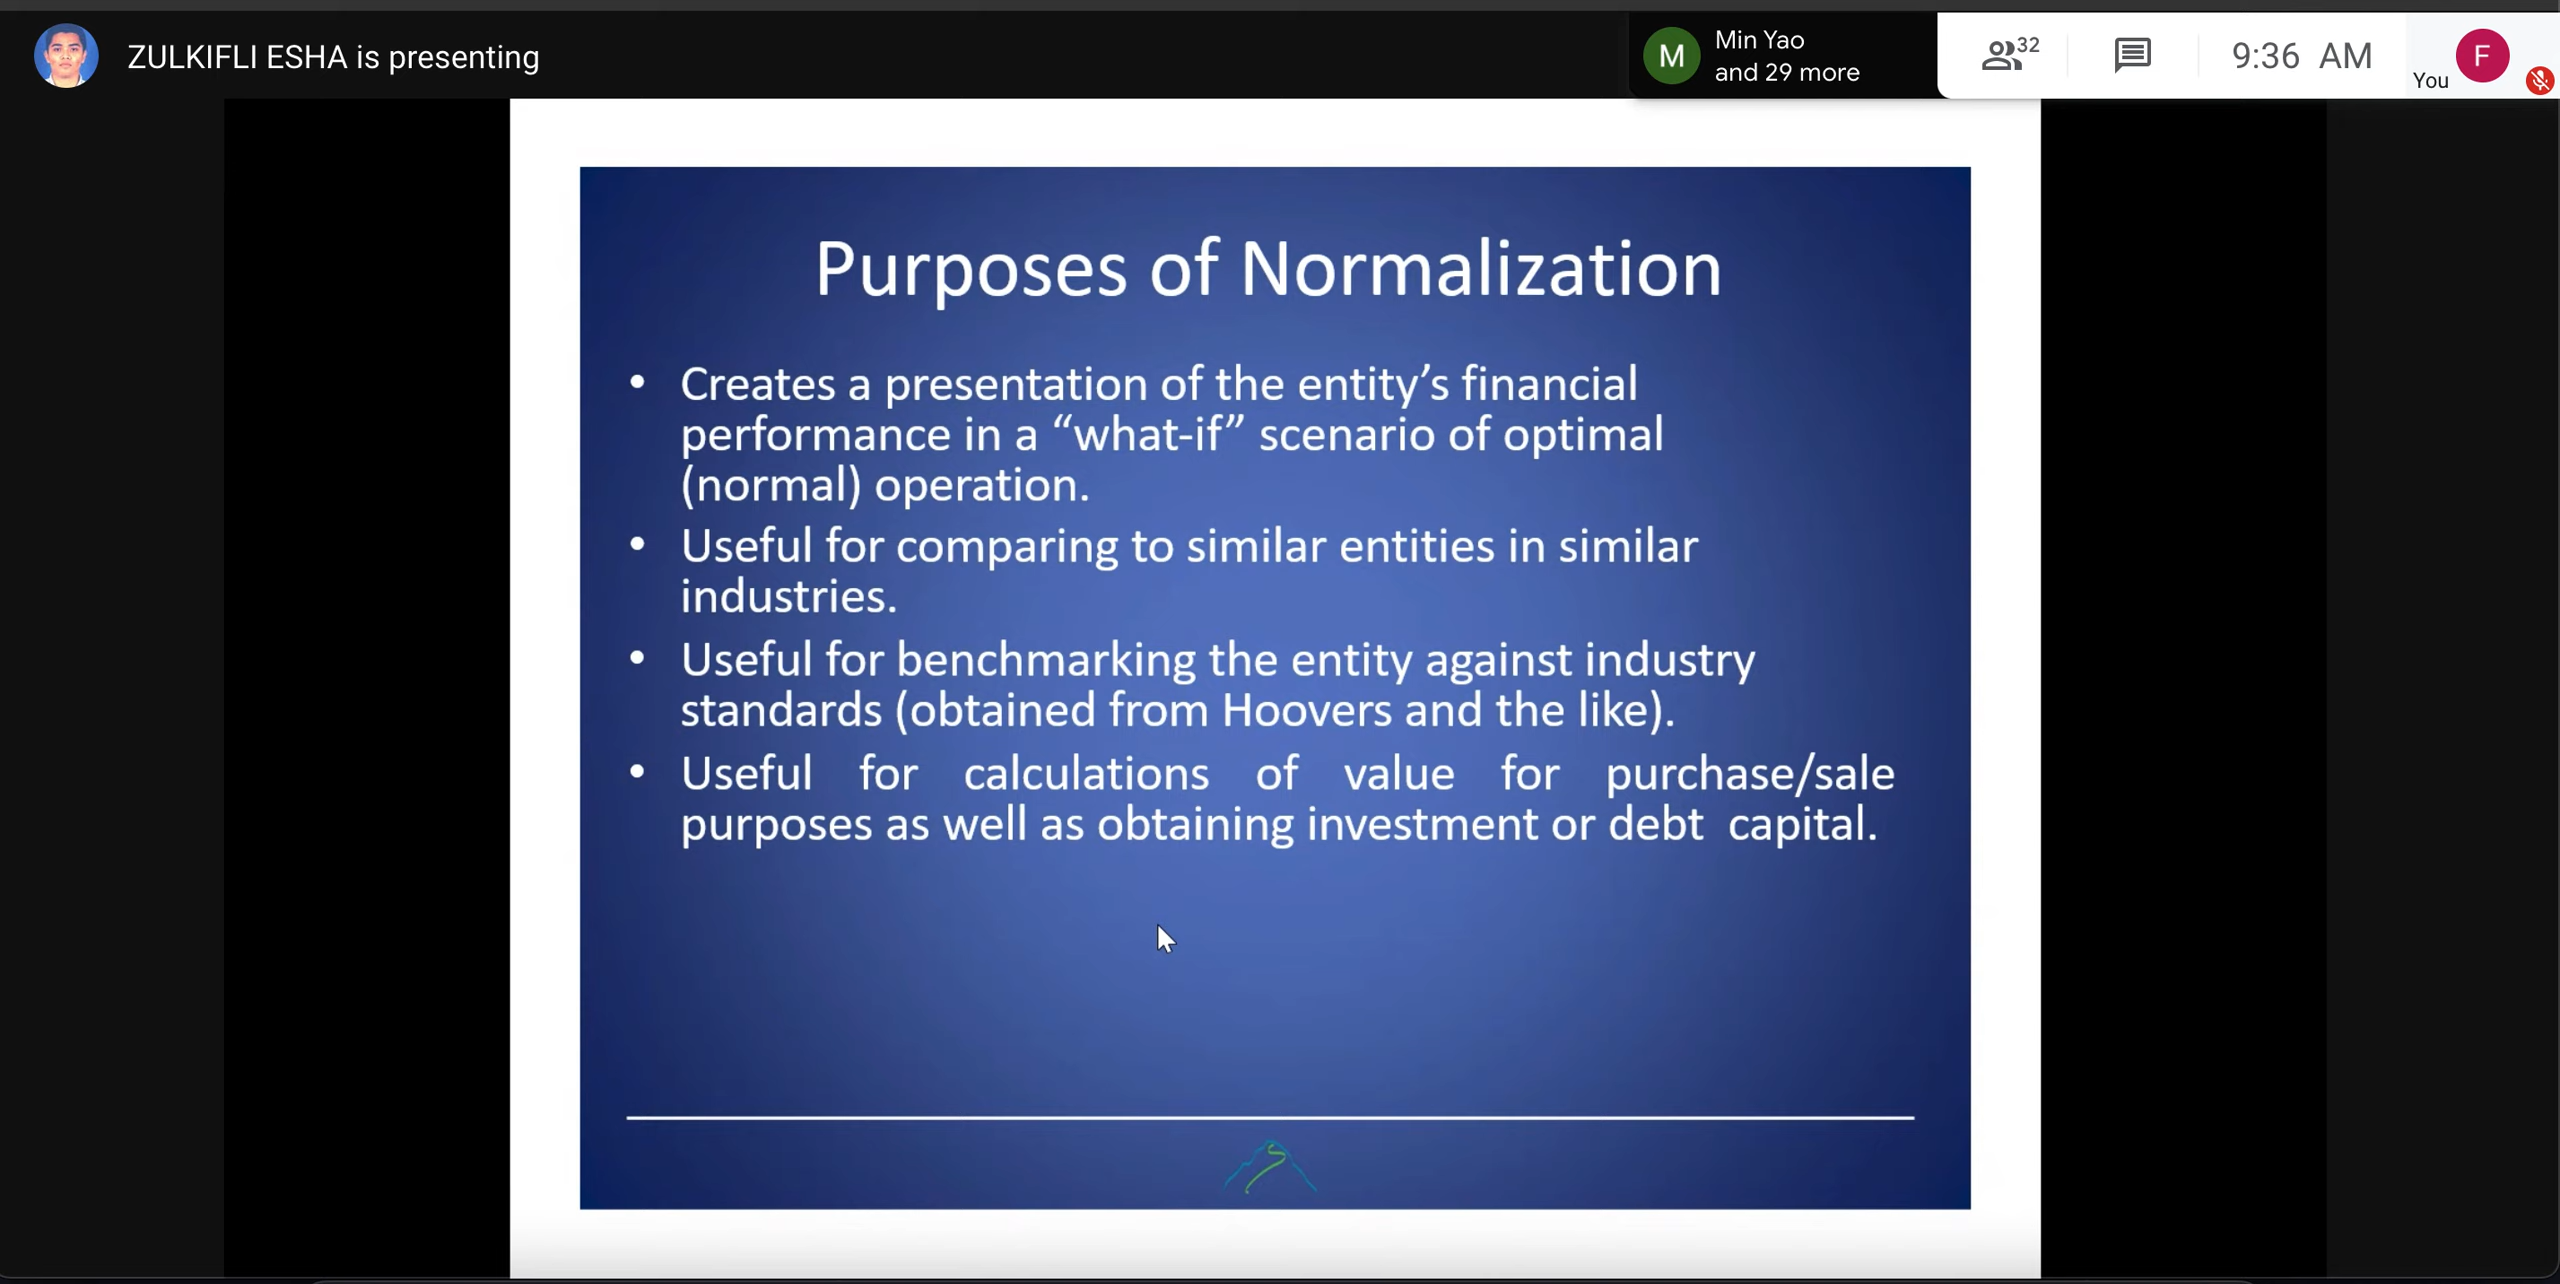 ZULKIFLI ESHA is presenting
M
Min Yao
and 29 more
32
9:36 AM
You
F
Purposes of Normalization
• Creates a presentation of the entity’s financial
performance in a “what-if” scenario of optimal
(normal) operation.
• Useful for comparing to similar entities in similar
industries.
• Useful for benchmarking the entity against industry
standards (obtained from Hoovers and the like).
• Useful for calculations of value for purchase/sale
purposes as well as obtaining investment or debt capital.